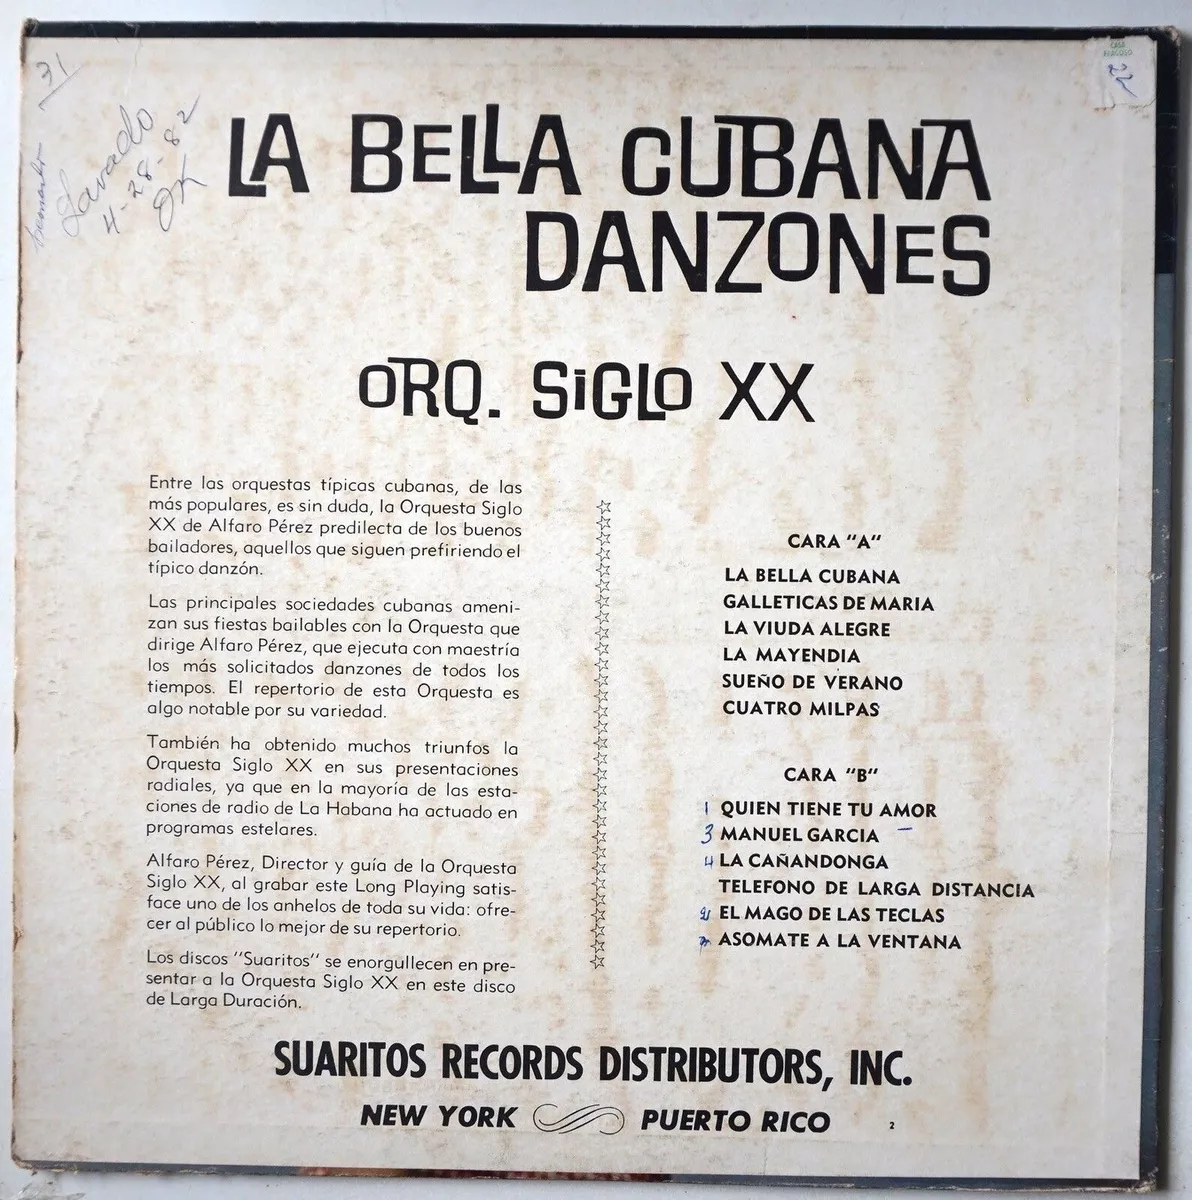 31
Lavado
4-28-82
OK
CASA
FRAGOSO
22
LA BELLA CUBANA
DANZONES
ORQ. SIGLO XX
Entre las orquestas típicas cubanas, de las
más populares, es sin duda, la Orquesta Siglo
XX de Alfaro Pérez predilecta de los buenos
bailadores, aquellos que siguen prefiriendo el
típico danzón.
Las principales sociedades cubanas ameni-
zan sus fiestas bailables con la Orquesta que
dirige Alfaro Pérez, que ejecuta con maestría
los más solicitados danzones de todos los
tiempos. El repertorio de esta Orquesta es
algo notable por su variedad.
También ha obtenido muchos triunfos la
Orquesta Siglo XX en sus presentaciones
radiales, ya que en la mayoría de las esta-
ciones de radio de La Habana ha actuado en
programas estelares.
Alfaro Pérez, Director y guía de la Orquesta
Siglo XX, al grabar este Long Playing satis-
face uno de los anhelos de toda su vida: ofre-
cer al público lo mejor de su repertorio.
Los discos "Suaritos" se enorgullecen en pre-
sentar a la Orquesta Siglo XX en este disco
de Larga Duración.
CARA "A"
LA BELLA CUBANA
GALLETICAS DE MARIA
LA VIUDA ALEGRE
LA MAYENDIA
SUEÑO DE VERANO
CUATRO MILPAS
CARA "B"
1 QUIEN TIENE TU AMOR
3 MANUEL GARCIA
4 LA CAÑANDONGA
TELEFONO DE LARGA DISTANCIA
EL MAGO DE LAS TECLAS
ASOMATE A LA VENTANA
SUARITOS RECORDS DISTRIBUTORS, INC.
NEW YORK PUERTO RICO
2